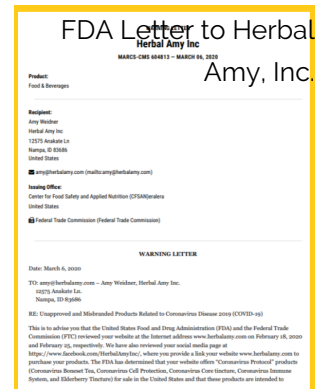 FDA Letter to Herbal
Amy, Inc.
WARNING LETTER
Herbal Amy Inc
MARCS-CMS 604813 — MARCH 06, 2020
Product:
Food & Beverages
Recipient:
Amy Weidner
Herbal Amy Inc
12575 Anakate Ln
Nampa, ID 83686
United States
amy@herbalamy.com (mailto:amy@herbalamy.com)
Issuing Office:
Center for Food Safety and Applied Nutrition (CFSAN)eralera
United States
Federal Trade Commission (Federal Trade Commission)
WARNING LETTER
Date: March 6, 2020
TO: amy@herbalamy.com – Amy Weidner, Herbal Amy Inc.
12575 Anakate Ln.
Nampa, ID 83686
RE: Unapproved and Misbranded Products Related to Coronavirus Disease 2019 (COVID-19)
This is to advise you that the United States Food and Drug Administration (FDA) and the Federal Trade
Commission (FTC) reviewed your website at the Internet address www.herbalamy.com on February 18, 2020
and February 25, respectively. We have also reviewed your social media page at
https://www.facebook.com/HerbalAmyInc/, where you provide a link your website www.herbalamy.com to
purchase your products. The FDA has determined that your website offers "Coronavirus Protocol" products
(Coronavirus Boneset Tea, Coronavirus Cell Protection, Coronavirus Core tincture, Coronavirus Immune
System, and Elderberry Tincture) for sale in the United States and that these products are intended to